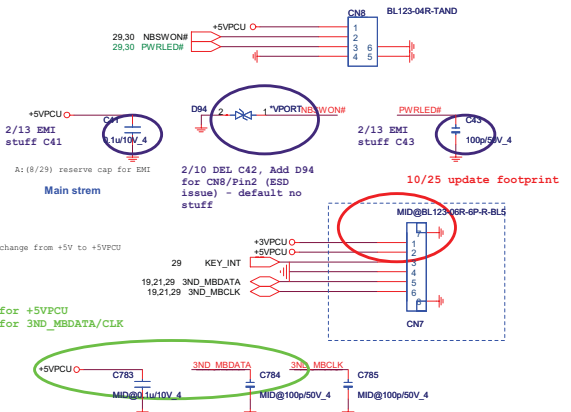 CN8 BL123-04R-TAND
+5VPCU
29,30 NBSWON#
29,30 PWRLED#
1
2
3 6
4 5
+5VPCU
C41
0.1u/10V_4
2/13 EMI
stuff C41
A:(8/29) reserve cap for EMI
Main strem
D94 2 1 *VPORT NBSWON#
2/10 DEL C42, Add D94
for CN8/Pin2 (ESD
issue) - default no
stuff
PWRLED#
C43
100p/50V_4
2/13 EMI
stuff C43
10/25 update footprint
MID@BL123-06R-6P-R-BL5
change from +5V to +5VPCU
+3VPCU
+5VPCU
29 KEY_INT
19,21,29 3ND_MBDATA
19,21,29 3ND_MBCLK
7
1
2
3
4
5
6
8
CN7
for +5VPCU
for 3ND_MBDATA/CLK
+5VPCU 3ND_MBDATA 3ND_MBCLK
C783 C784 C785
MID@0.1u/10V_4 MID@100p/50V_4 MID@100p/50V_4